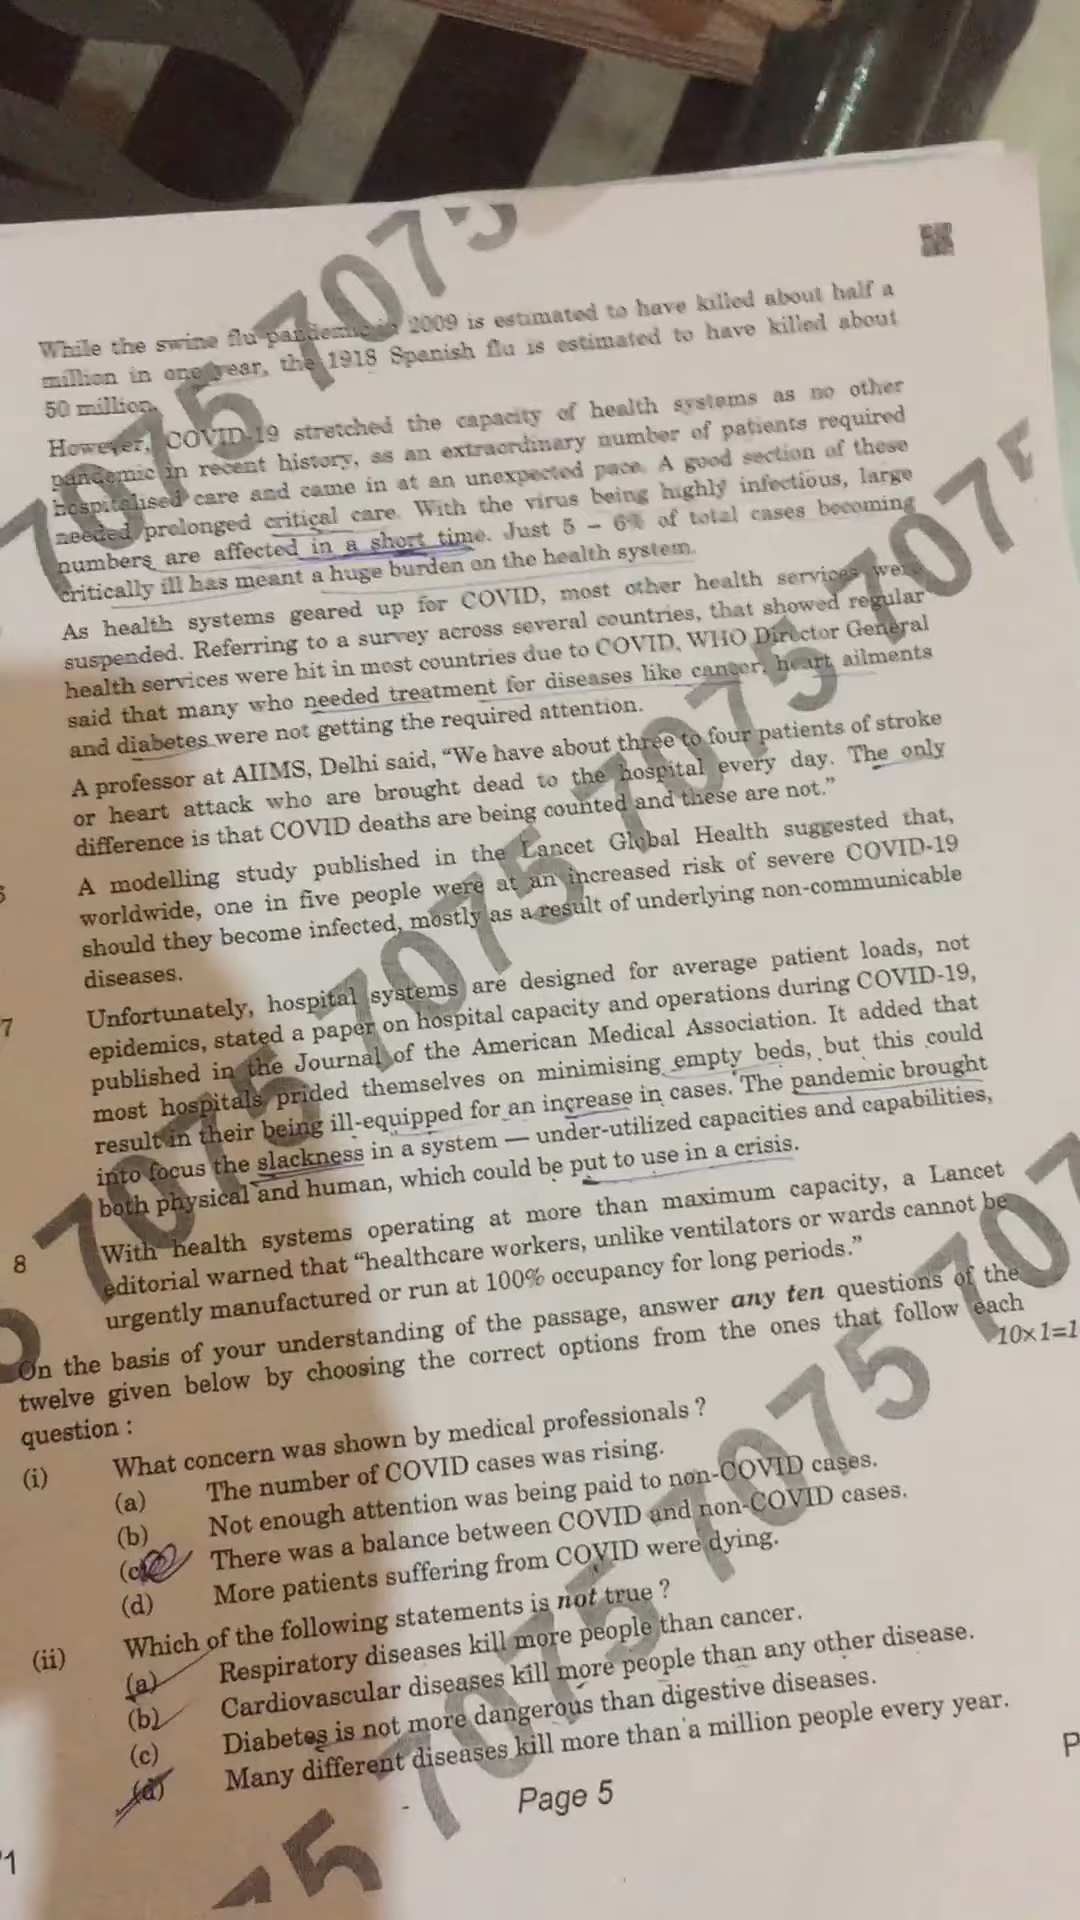 While the swine flu pandemic in 2009 is estimated to have killed about half a
million in one year, the 1918 Spanish flu is estimated to have killed about
50 million.
However, COVID-19 stretched the capacity of health systems as no other
pandemic in recent history, as an extraordinary number of patients required
hospitalised care and came in at an unexpected pace. A good section of these
needed prolonged critical care. With the virus being highly infectious, large
numbers are affected in a short time. Just 5 – 6% of total cases becoming
critically ill has meant a huge burden on the health system.
As health systems geared up for COVID, most other health services were
suspended. Referring to a survey across several countries, that showed regular
health services were hit in most countries due to COVID, WHO Director General
said that many who needed treatment for diseases like cancer, heart ailments
and diabetes were not getting the required attention.
A professor at AIIMS, Delhi said, “We have about three to four patients of stroke
or heart attack who are brought dead to the hospital every day. The only
difference is that COVID deaths are being counted and these are not.”
A modelling study published in the Lancet Global Health suggested that,
worldwide, one in five people were at an increased risk of severe COVID-19
should they become infected, mostly as a result of underlying non-communicable
diseases.
7 Unfortunately, hospital systems are designed for average patient loads, not
epidemics, stated a paper on hospital capacity and operations during COVID-19,
published in the Journal of the American Medical Association. It added that
most hospitals prided themselves on minimising empty beds, but this could
result in their being ill-equipped for an increase in cases. The pandemic brought
into focus the slackness in a system — under-utilized capacities and capabilities,
both physical and human, which could be put to use in a crisis.
8 With health systems operating at more than maximum capacity, a Lancet
editorial warned that “healthcare workers, unlike ventilators or wards cannot be
urgently manufactured or run at 100% occupancy for long periods.”
On the basis of your understanding of the passage, answer any ten questions of the
twelve given below by choosing the correct options from the ones that follow each
question : 10×1=1
(i) What concern was shown by medical professionals ?
(a) The number of COVID cases was rising.
(b) Not enough attention was being paid to non-COVID cases.
(c) There was a balance between COVID and non-COVID cases.
(d) More patients suffering from COVID were dying.
(ii) Which of the following statements is not true ?
(a) Respiratory diseases kill more people than cancer.
(b) Cardiovascular diseases kill more people than any other disease.
(c) Diabetes is not more dangerous than digestive diseases.
(d) Many different diseases kill more than a million people every year.
Page 5
P
1
7075 7075
7075 7075 7075 7075 7075
7075 7075 707
75